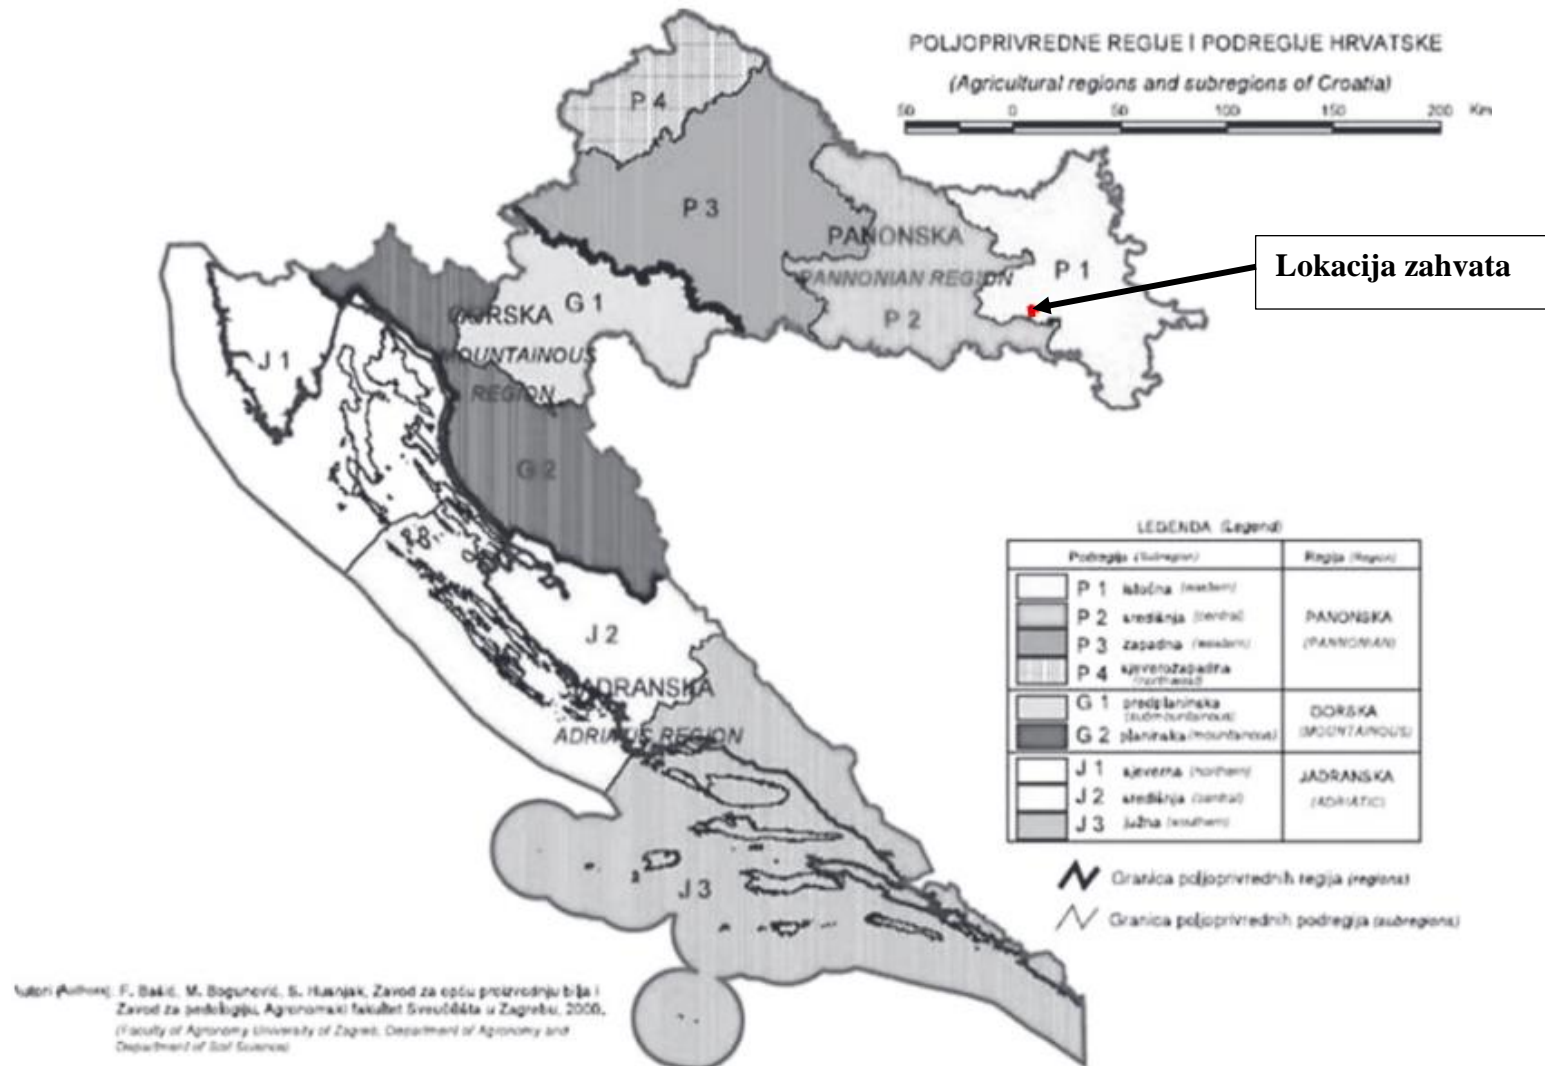 POLJOPRIVREDNE REGIJE I PODREGIJE HRVATSKE
(Agricultural regions and subregions of Croatia)
50 0 50 100 150 200 Km
P 4
P 3
PANONSKA
PANNONIAN REGION
P 1
P 2
Lokacija zahvata
GORSKA
G 1
MOUNTAINOUS
REGION
J 1
G 2
J 2
JADRANSKA
ADRIATIC REGION
J 3
LEGENDA (Legend)
Podregija (Subregion) Regija (Region)
P 1 istočna (eastern)
P 2 središnja (central)
P 3 zapadna (western)
P 4 sjeverozapadna
(northwest)
PANONSKA
(PANNONIAN)
G 1 predplaninska
(submountainous)
G 2 planinska (mountainous)
GORSKA
(MOUNTAINOUS)
J 1 sjeverna (northern)
J 2 središnja (central)
J 3 južna (southern)
JADRANSKA
(ADRIATIC)
Granica poljoprivrednih regija (regions)
Granica poljoprivrednih podregija (subregions)
Autori (Authors): F. Bašić, M. Bogunović, S. Husnjak, Zavod za opću proizvodnju bilja i
Zavod za pedologiju, Agronomski fakultet Sveučilišta u Zagrebu, 2000.
(Faculty of Agronomy University of Zagreb, Department of Agronomy and
Department of Soil Science)